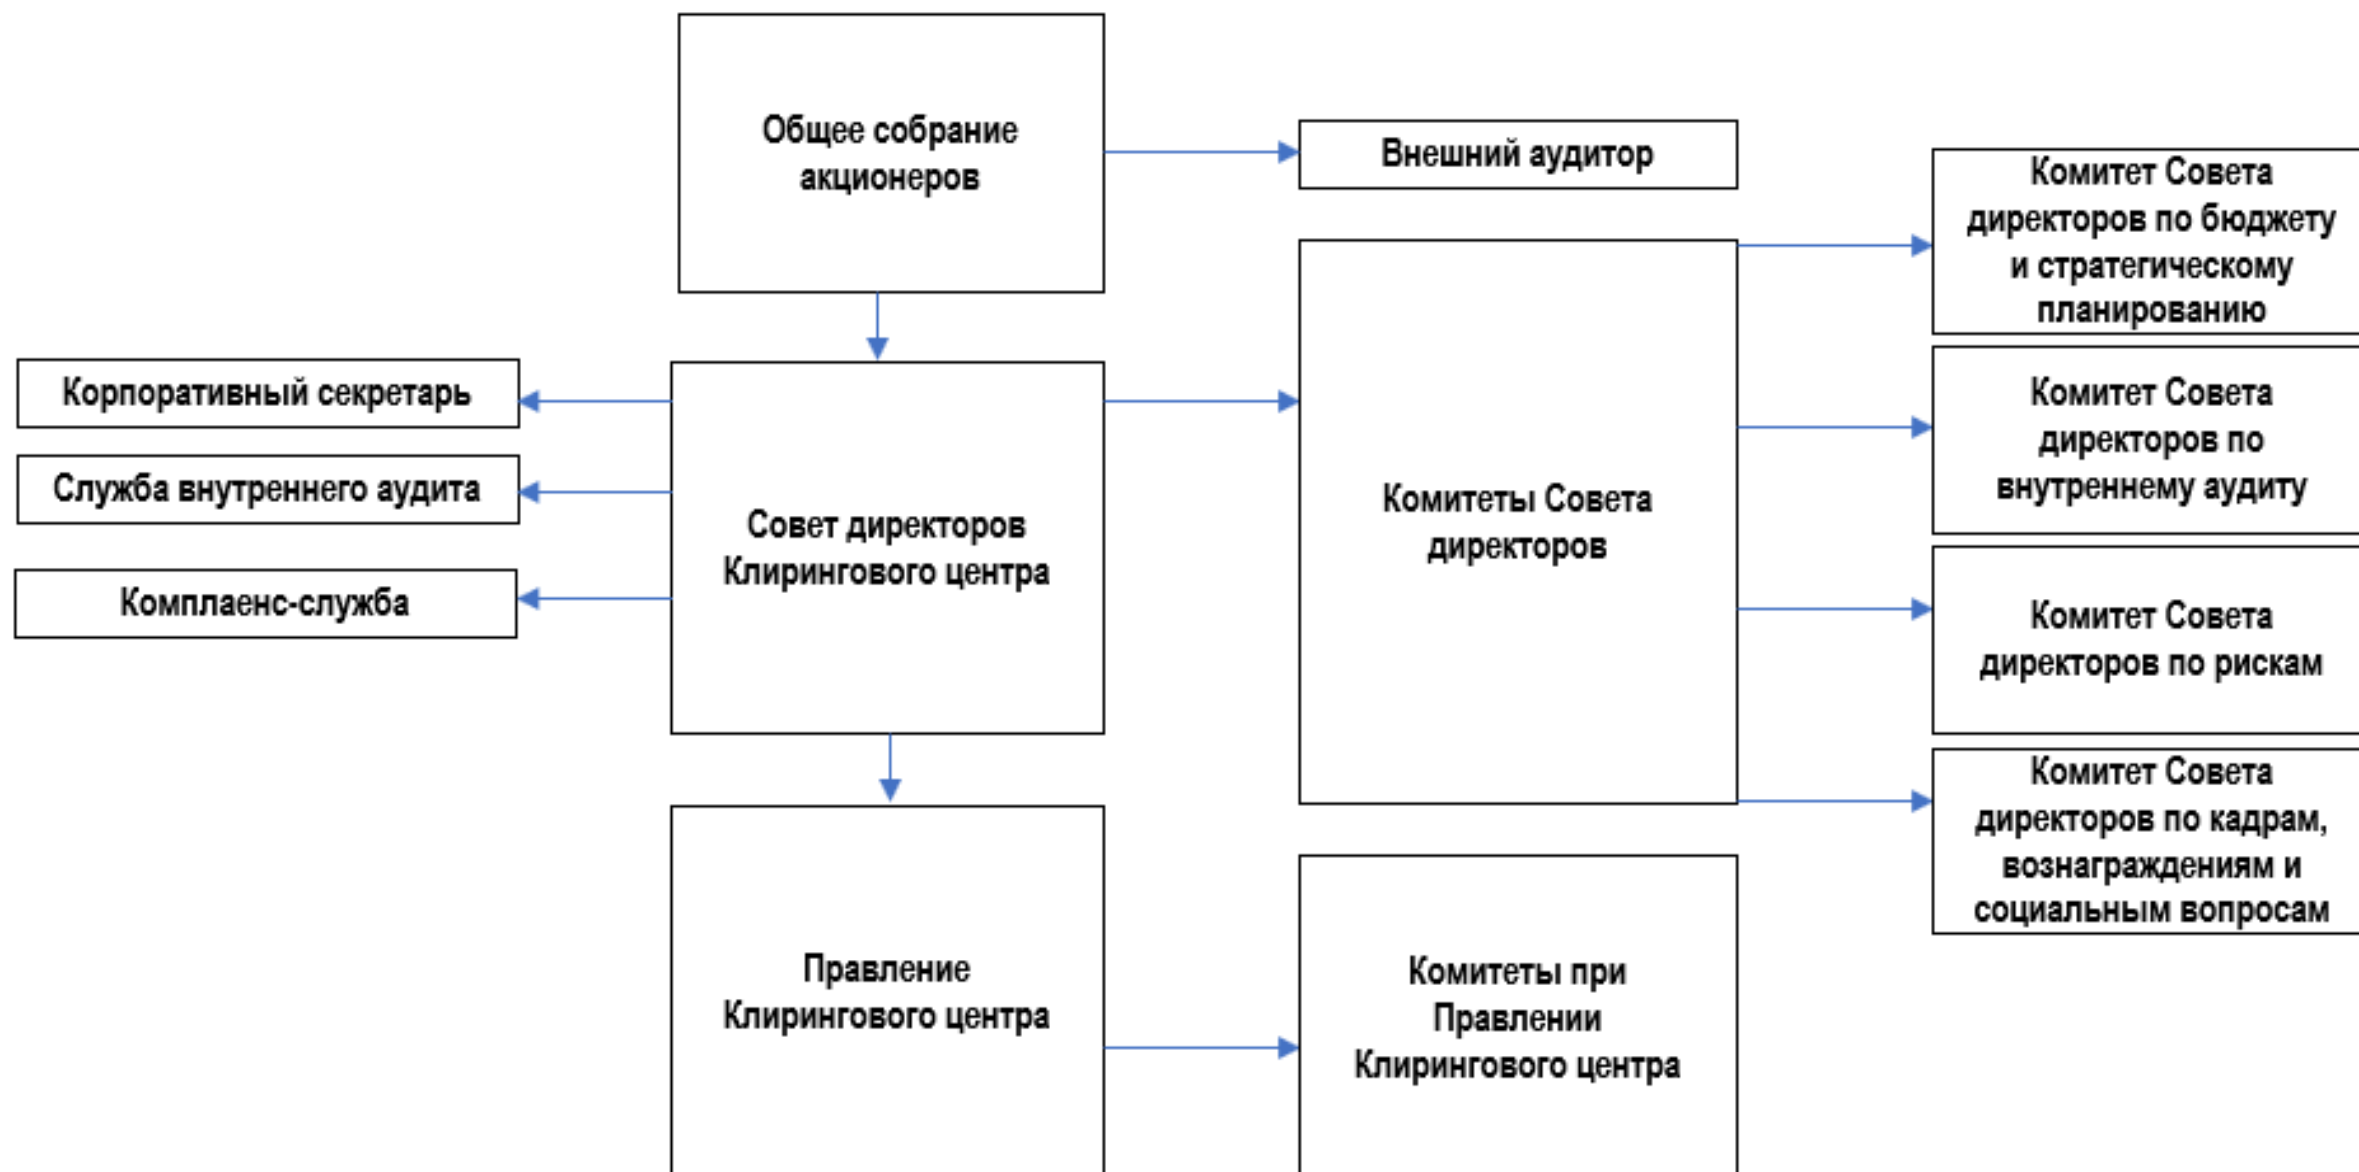 Общее собрание
акционеров
Внешний аудитор
Комитет Совета
директоров по бюджету
и стратегическому
планированию
Корпоративный секретарь
Служба внутреннего аудита
Комплаенс-служба
Совет директоров
Клирингового центра
Комитеты Совета
директоров
Комитет Совета
директоров по
внутреннему аудиту
Комитет Совета
директоров по рискам
Комитет Совета
директоров по кадрам,
вознаграждениям и
социальным вопросам
Правление
Клирингового центра
Комитеты при
Правлении
Клирингового центра